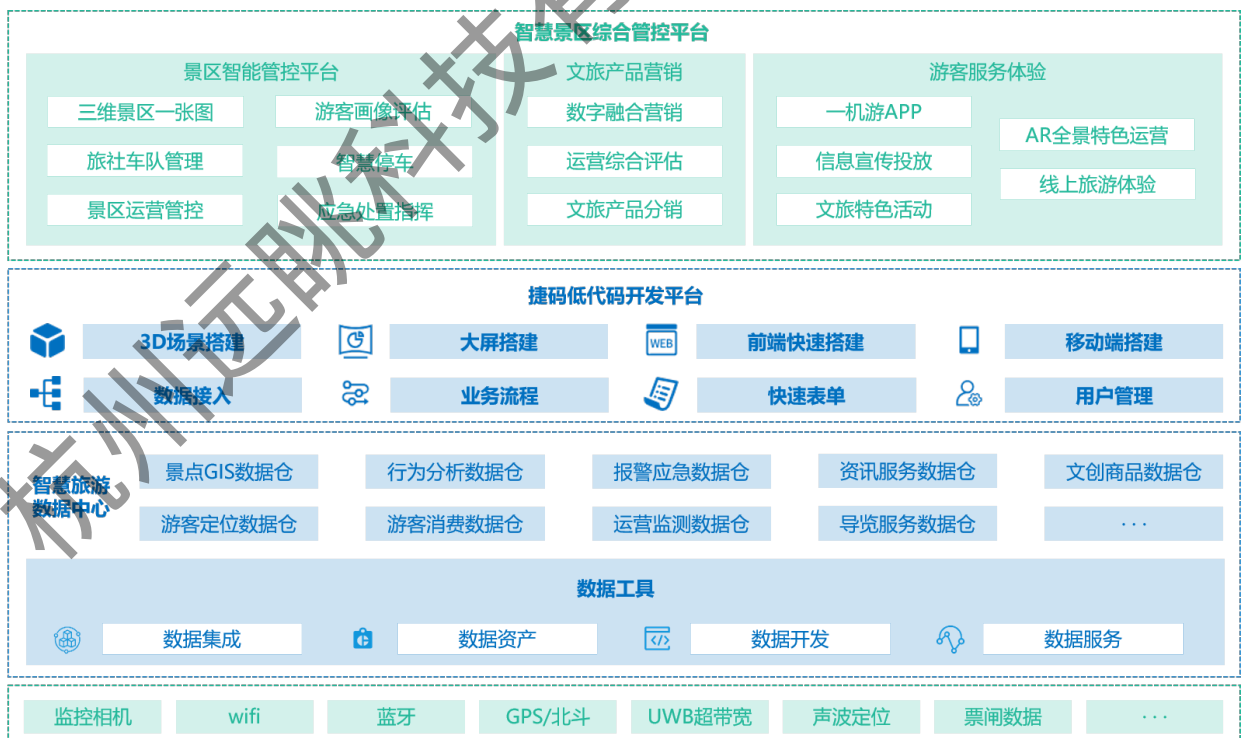 智慧景区综合管控平台
景区智能管控平台
三维景区一张图
游客画像评估
旅社车队管理
智慧停车
景区运营管控
应急处置指挥
文旅产品营销
数字融合营销
运营综合评估
文旅产品分销
游客服务体验
一机游APP
信息宣传投放
文旅特色活动
AR全景特色运营
线上旅游体验
捷码低代码开发平台
3D场景搭建
大屏搭建
WEB
前端快速搭建
移动端搭建
数据接入
业务流程
快速表单
用户管理
智慧旅游
数据中心
景点GIS数据仓
行为分析数据仓
报警应急数据仓
资讯服务数据仓
文创商品数据仓
游客定位数据仓
游客消费数据仓
运营监测数据仓
导览服务数据仓
···
数据工具
数据集成
数据资产
</>
数据开发
数据服务
监控相机
wifi
蓝牙
GPS/北斗
UWB超带宽
声波定位
票闸数据
···
杭州远眺科技有